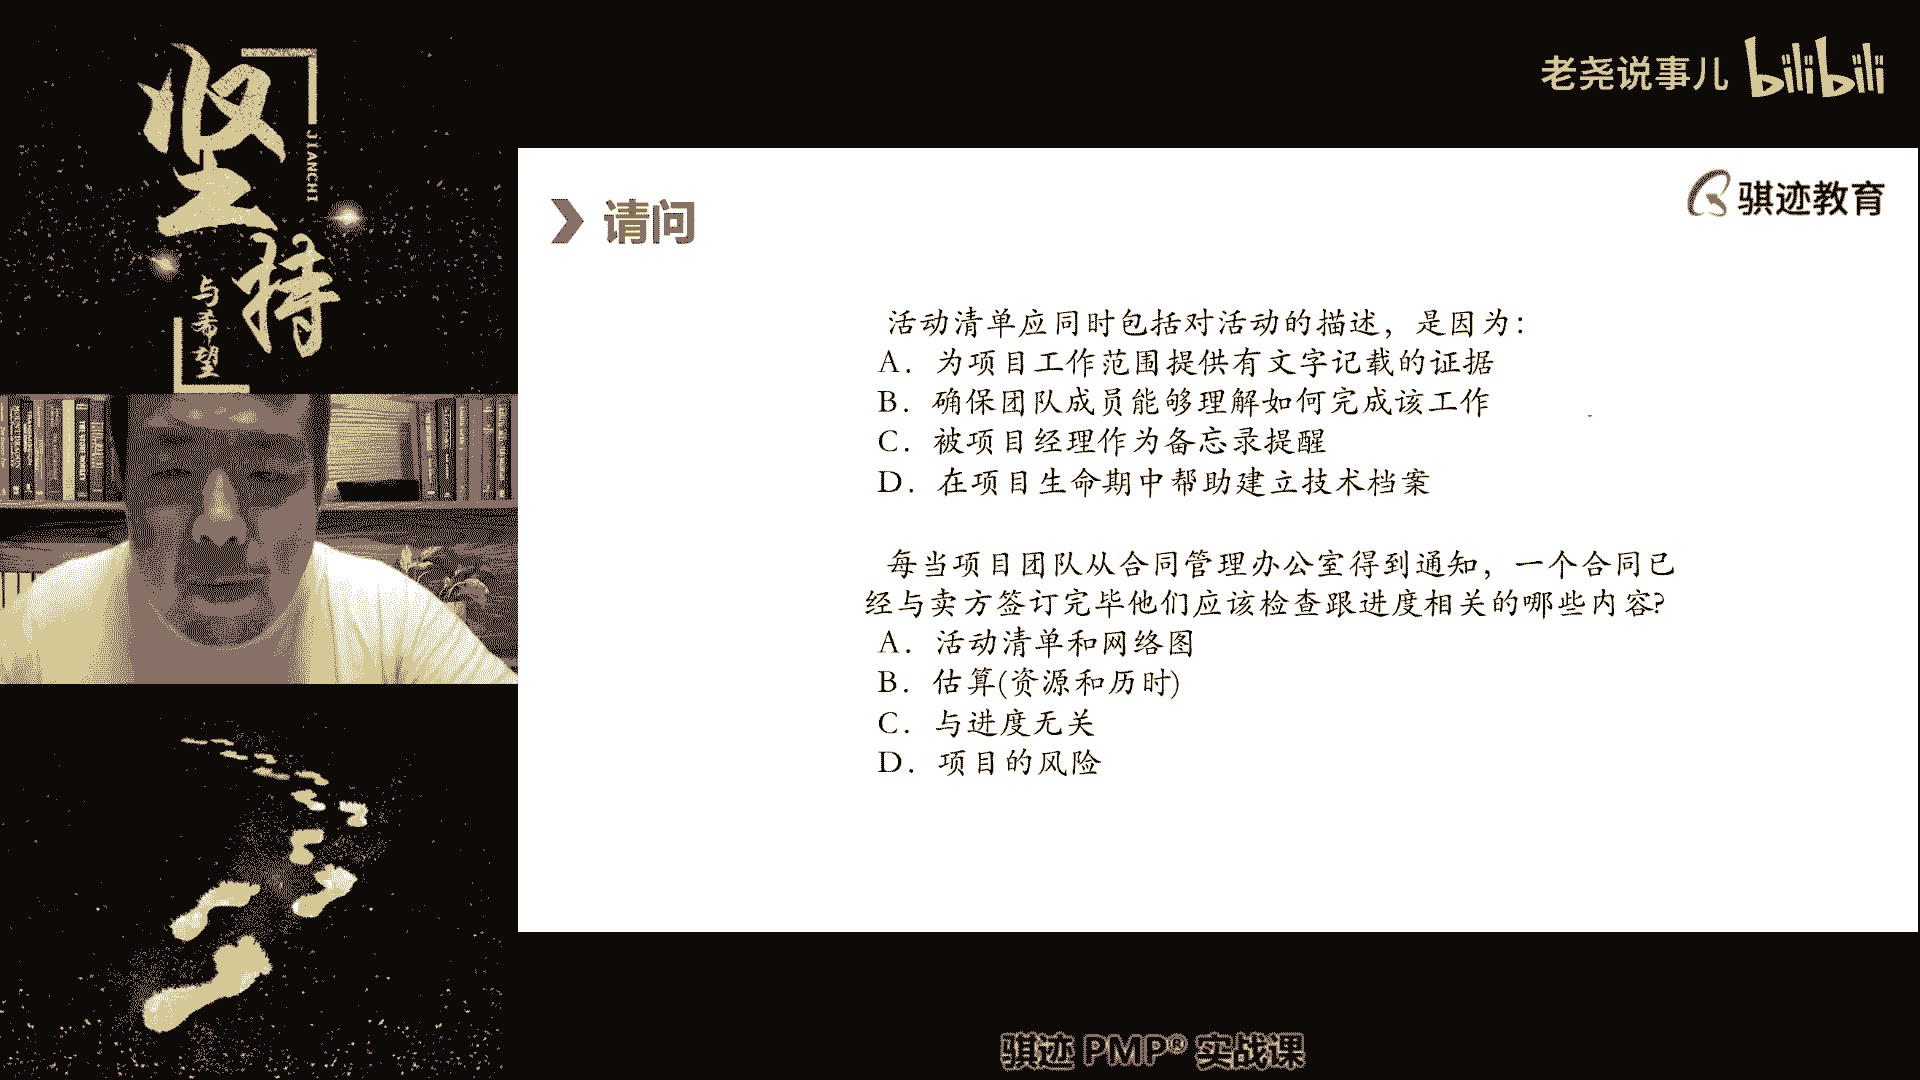 坚持
JIANCHI
与希望
老尧说事儿 bilibili
骐迹教育
请问
活动清单应同时包括对活动的描述，是因为：
A. 为项目工作范围提供有文字记载的证据
B. 确保团队成员能够理解如何完成该工作
C. 被项目经理作为备忘录提醒
D. 在项目生命期中帮助建立技术档案
每当项目团队从合同管理办公室得到通知，一个合同已
经与卖方签订完毕他们应该检查跟进度相关的哪些内容?
A. 活动清单和网络图
B. 估算(资源和历时)
C. 与进度无关
D. 项目的风险
骐迹 PMP® 实战课